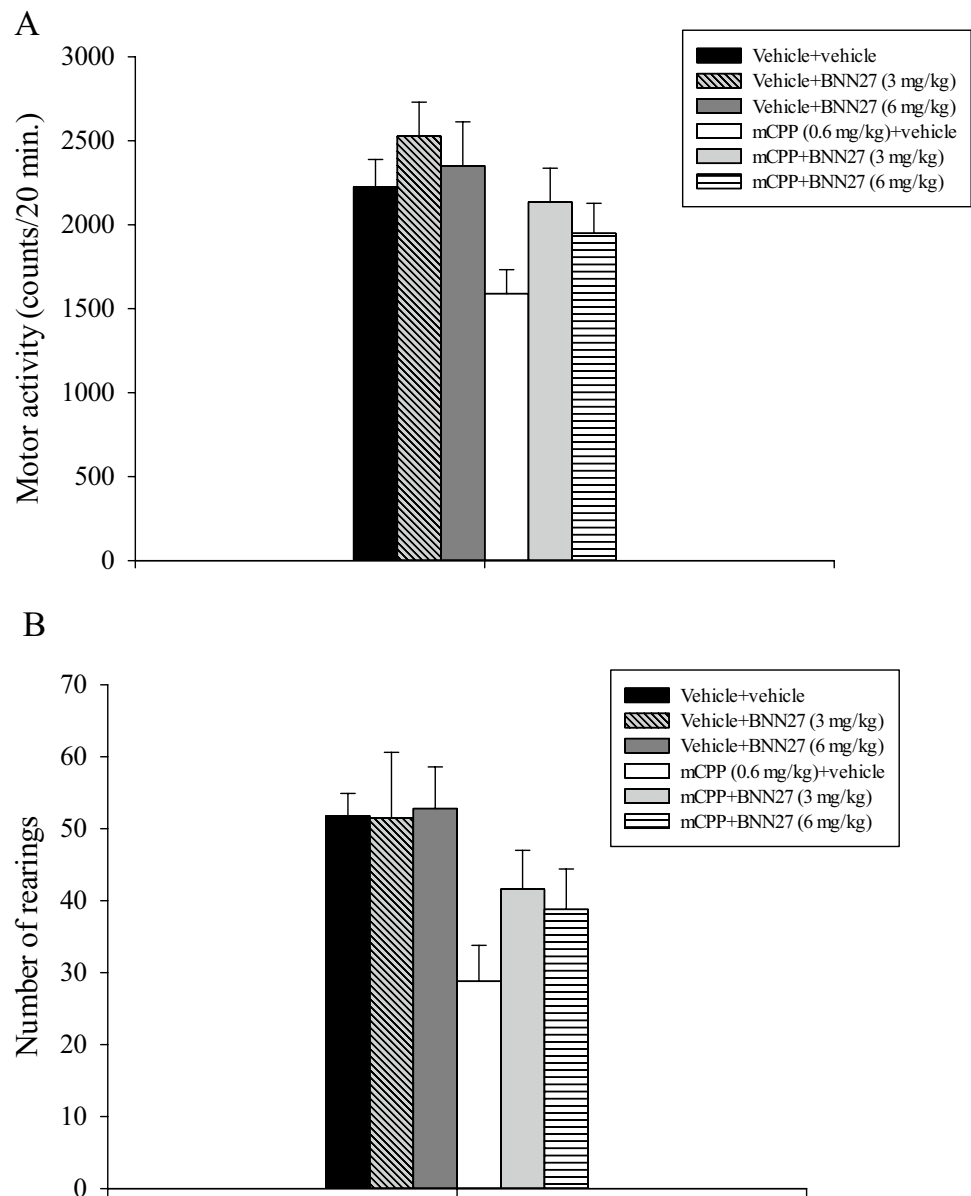 A
Motor activity (counts/20 min.)
3000
2500
2000
1500
1000
500
0
Vehicle+vehicle
Vehicle+BNN27 (3 mg/kg)
Vehicle+BNN27 (6 mg/kg)
mCPP (0.6 mg/kg)+vehicle
mCPP+BNN27 (3 mg/kg)
mCPP+BNN27 (6 mg/kg)
B
Number of rearings
70
60
50
40
30
20
10
0
Vehicle+vehicle
Vehicle+BNN27 (3 mg/kg)
Vehicle+BNN27 (6 mg/kg)
mCPP (0.6 mg/kg)+vehicle
mCPP+BNN27 (3 mg/kg)
mCPP+BNN27 (6 mg/kg)